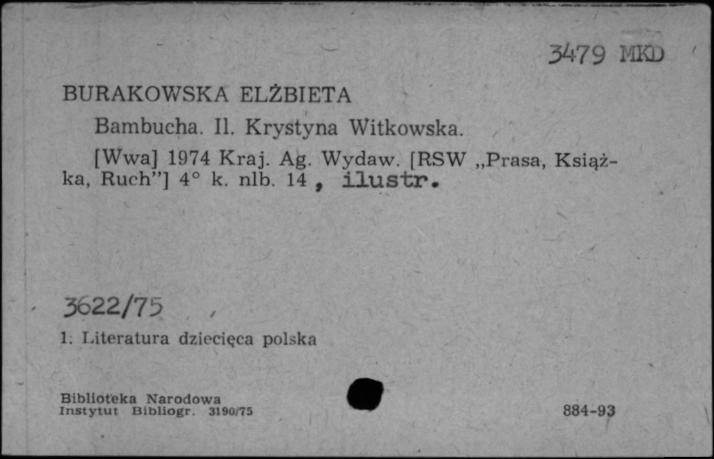 3479 MKD
BURAKOWSKA ELŻBIETA
Bambucha. Il. Krystyna Witkowska.
[Wwa] 1974 Kraj. Ag. Wydaw. [RSW „Prasa, Książ-
ka, Ruch”] 4° k. nlb. 14 , ilustr.
3622/75
1. Literatura dziecięca polska
Biblioteka Narodowa
Instytut Bibliogr. 3190/75
884-93